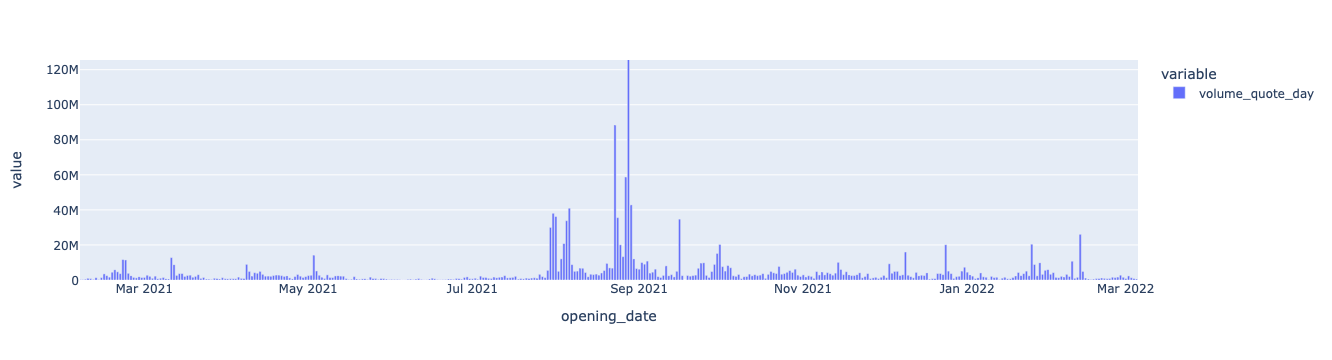 variable
volume_quote_day
value
120M
100M
80M
60M
40M
20M
0
Mar 2021
May 2021
Jul 2021
Sep 2021
Nov 2021
Jan 2022
Mar 2022
opening_date